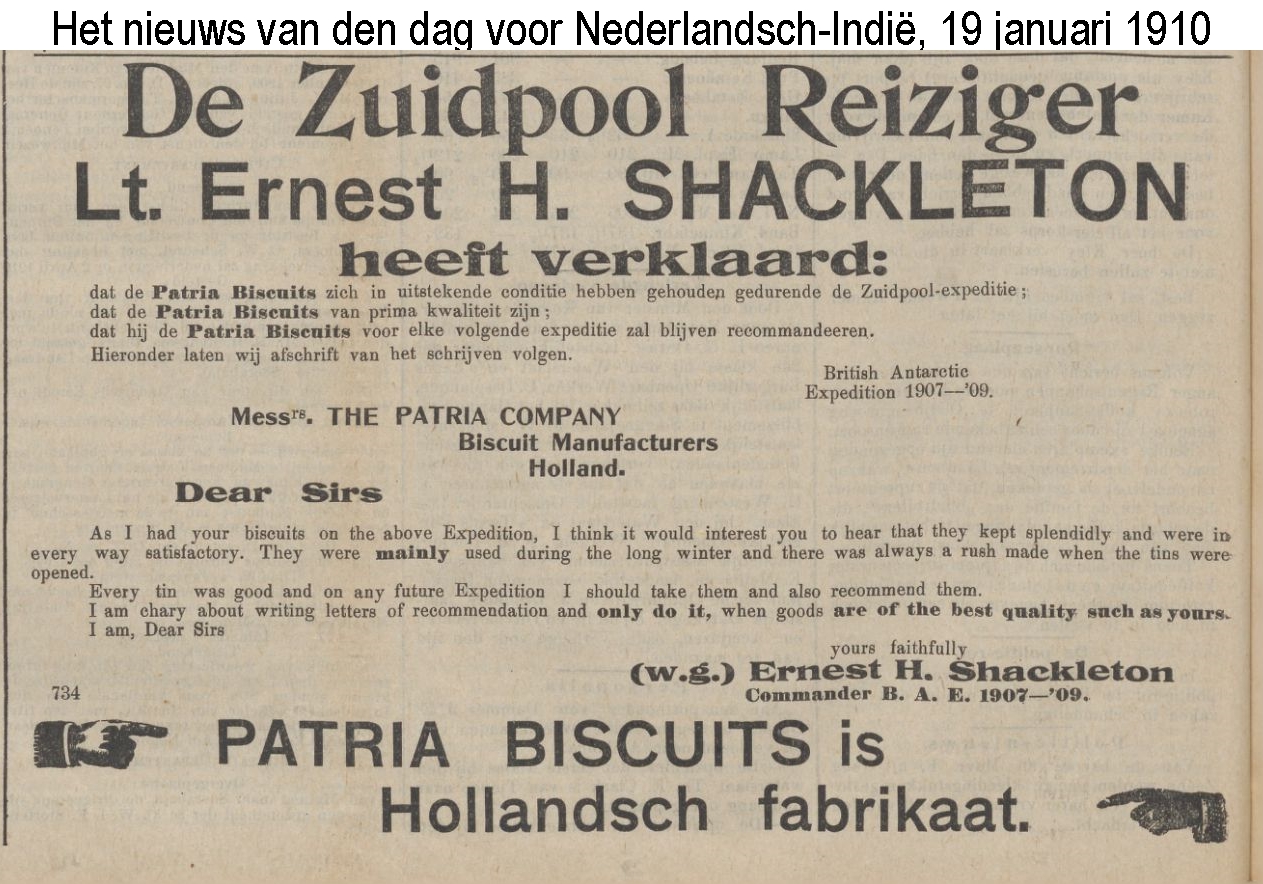 Het nieuws van den dag voor Nederlandsch-Indië, 19 januari 1910
De Zuidpool Reiziger
Lt. Ernest H. SHACKLETON
heeft verklaard:
dat de Patria Biscuits zich in uitstekende conditie hebben gehouden gedurende de Zuidpool-expeditie;
dat de Patria Biscuits van prima kwaliteit zijn;
dat hij de Patria Biscuits voor elke volgende expeditie zal blijven recommandeeren.
Hieronder laten wij afschrift van het schrijven volgen.
British Antarctic
Expedition 1907—'09.
Messrs. THE PATRIA COMPANY
Biscuit Manufacturers
Holland.
Dear Sirs
As I had your biscuits on the above Expedition, I think it would interest you to hear that they kept splendidly and were in
every way satisfactory. They were mainly used during the long winter and there was always a rush made when the tins were
opened.
Every tin was good and on any future Expedition I should take them and also recommend them.
I am chary about writing letters of recommendation and only do it, when goods are of the best quality such as yours.
I am, Dear Sirs
yours faithfully
(w.g.) Ernest H. Shackleton
734 Commander B. A. E. 1907—'09.
PATRIA BISCUITS is
Hollandsch fabrikaat.